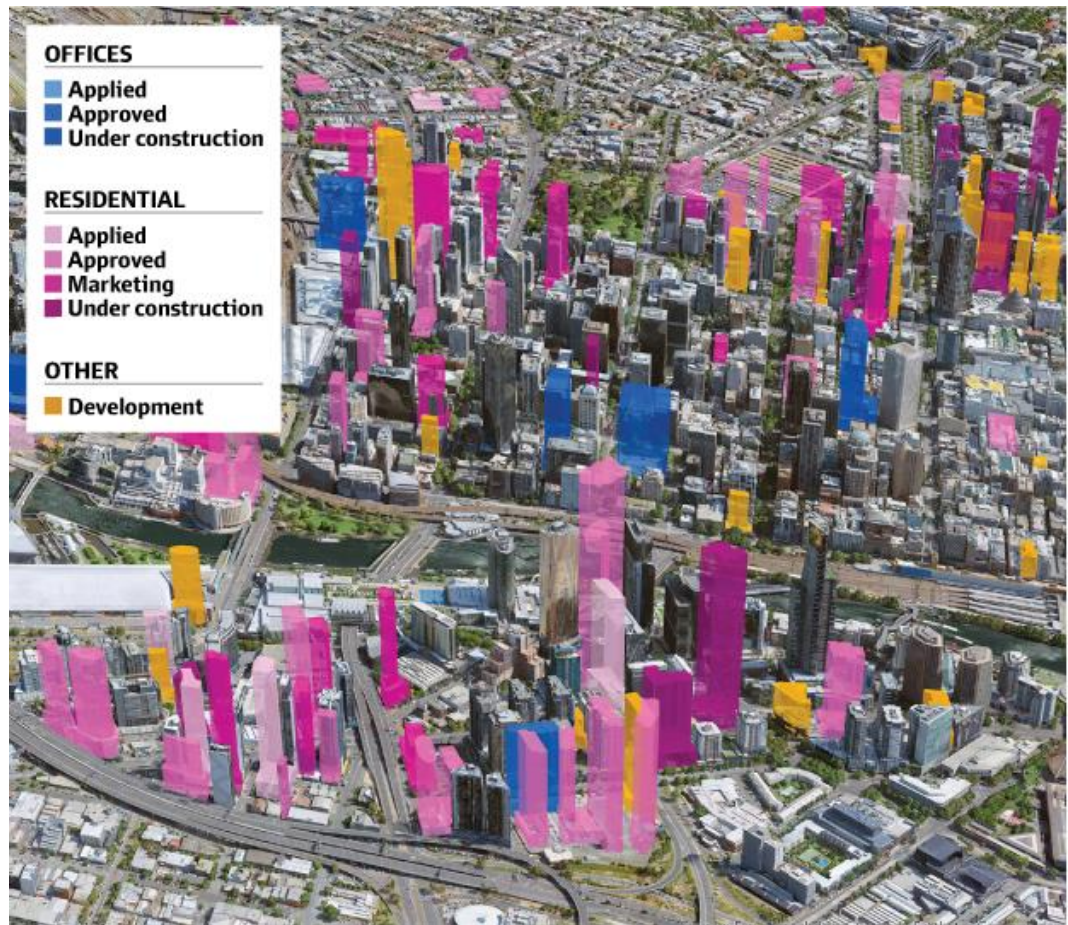 OFFICES
Applied
Approved
Under construction
RESIDENTIAL
Applied
Approved
Marketing
Under construction
OTHER
Development